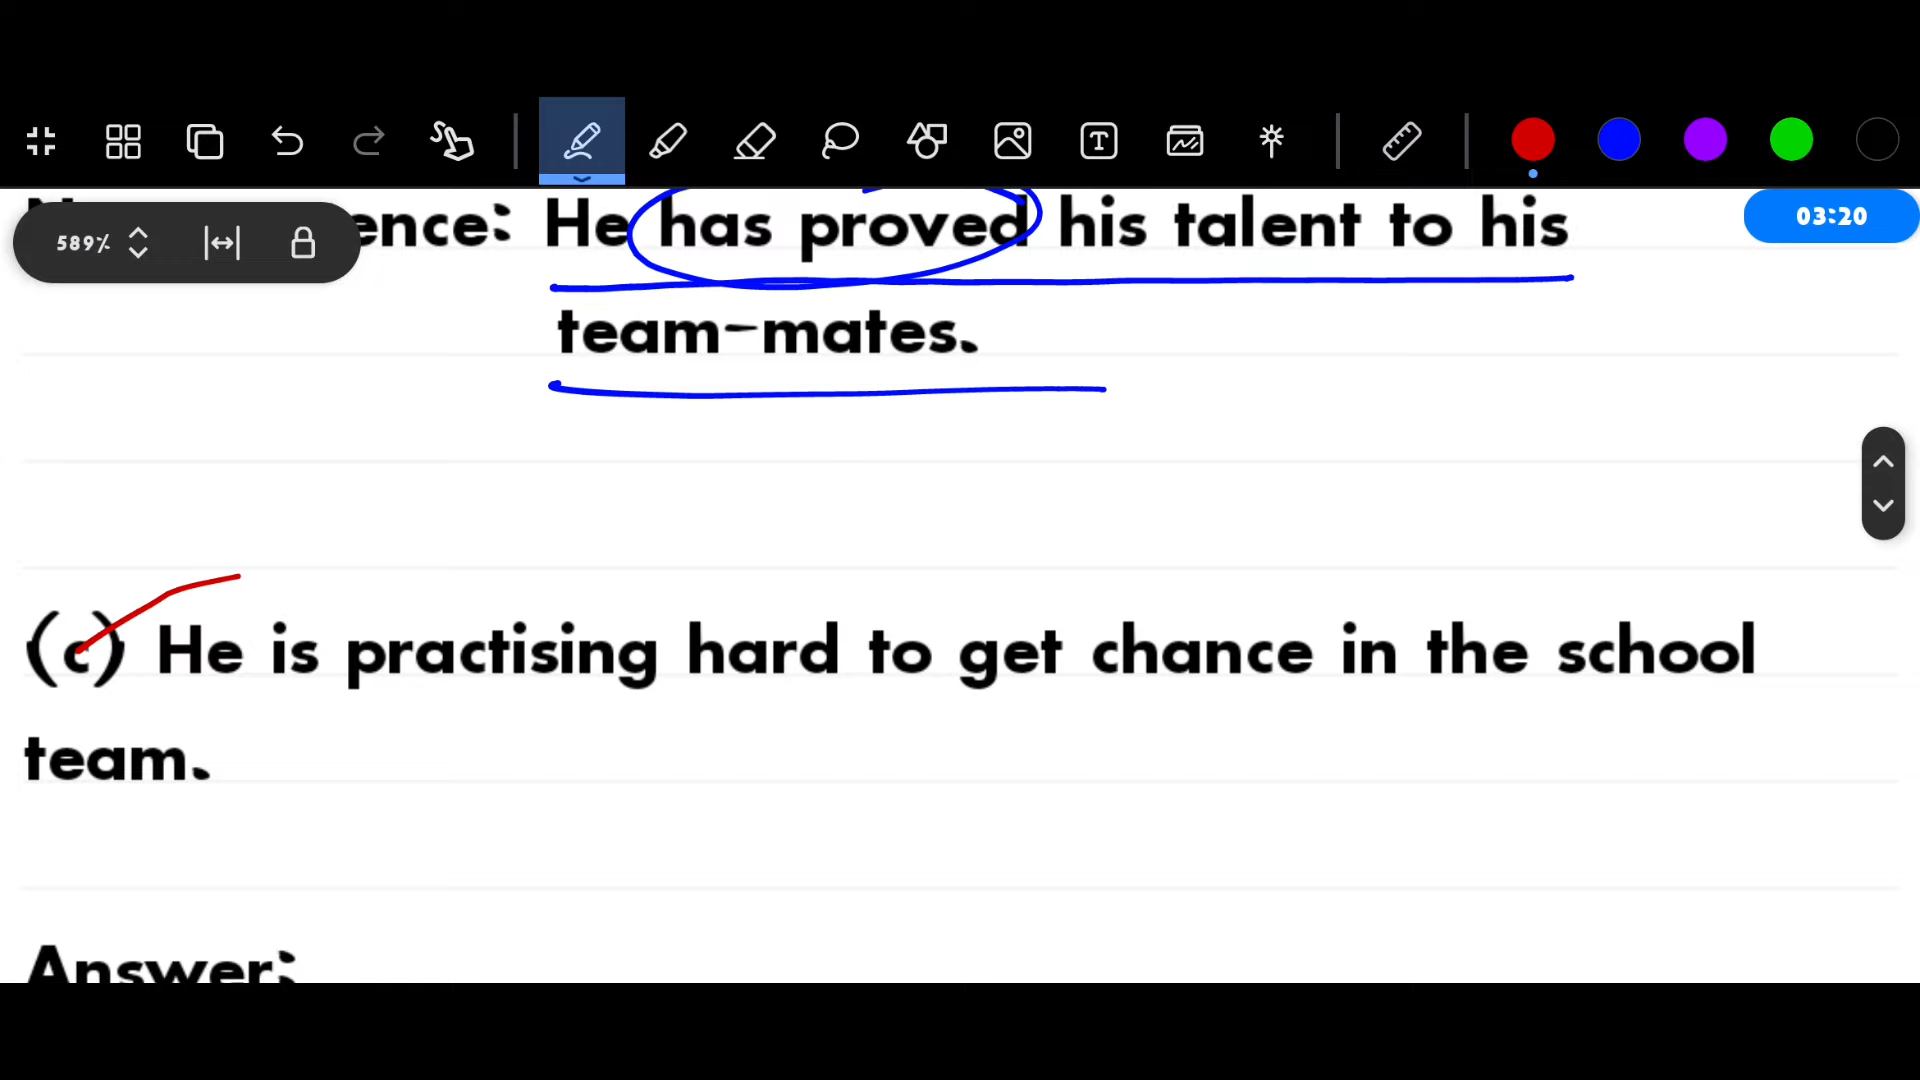 589%
03:20
ence: He has proved his talent to his
team-mates.
(c) He is practising hard to get chance in the school
team.
Answer: